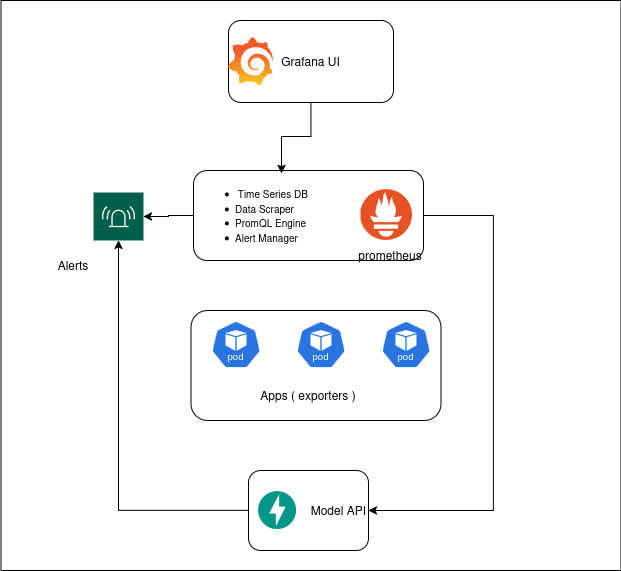 Grafana UI
Time Series DB
Data Scraper
PromQL Engine
Alert Manager
prometheus
Alerts
pod
pod
pod
Apps ( exporters )
Model API